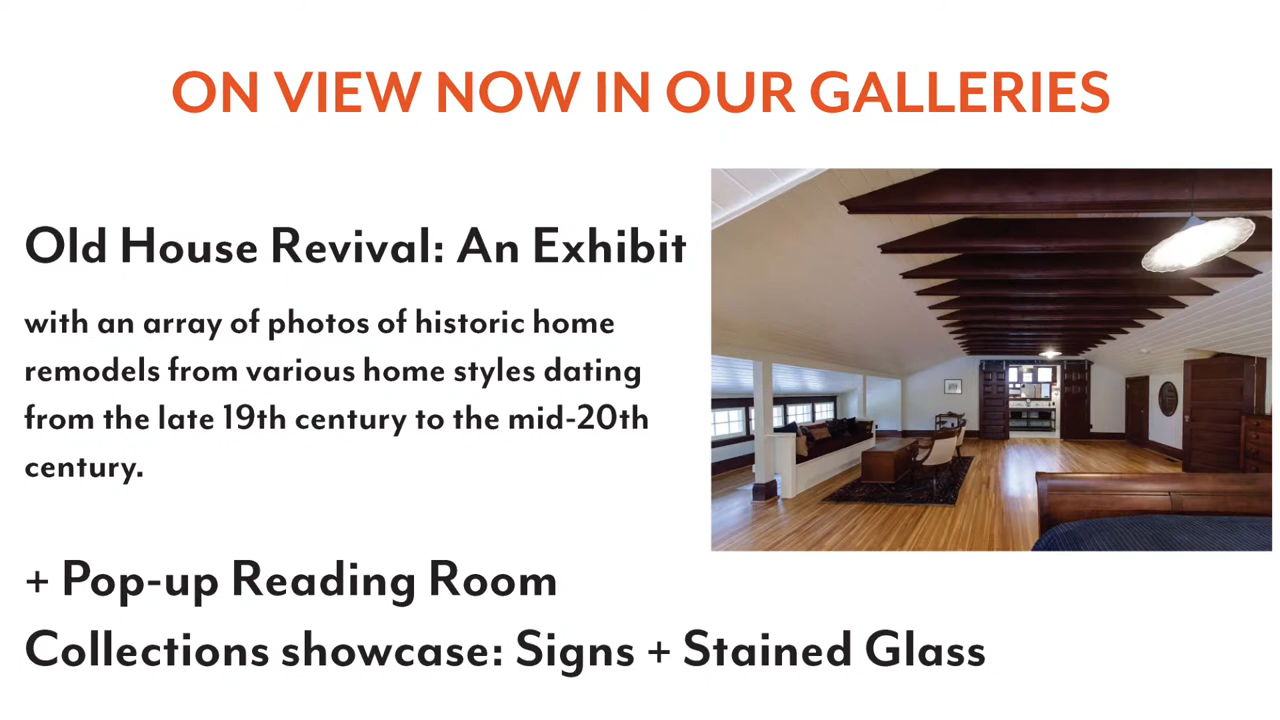 ON VIEW NOW IN OUR GALLERIES
Old House Revival: An Exhibit
with an array of photos of historic home
remodels from various home styles dating
from the late 19th century to the mid-20th
century.
+ Pop-up Reading Room
Collections showcase: Signs + Stained Glass